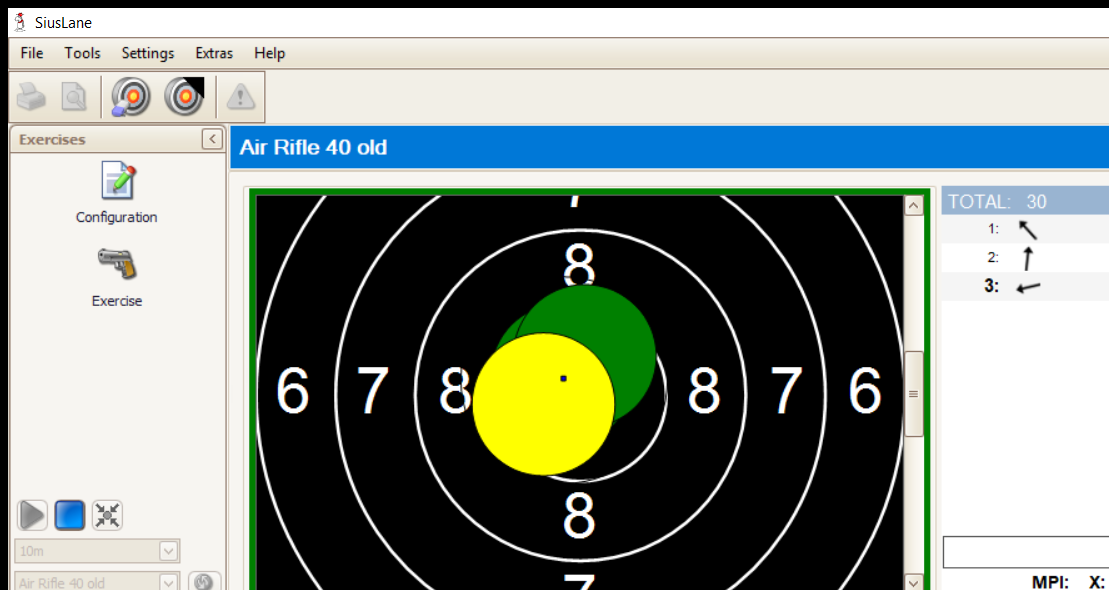 SiusLane
File Tools Settings Extras Help
Exercises
Air Rifle 40 old
Configuration
Exercise
10m
Air Rifle 40 old
7
8
6 7 8 8 7 6
8
7
TOTAL: 30
1:
2:
3:
MPI: X: